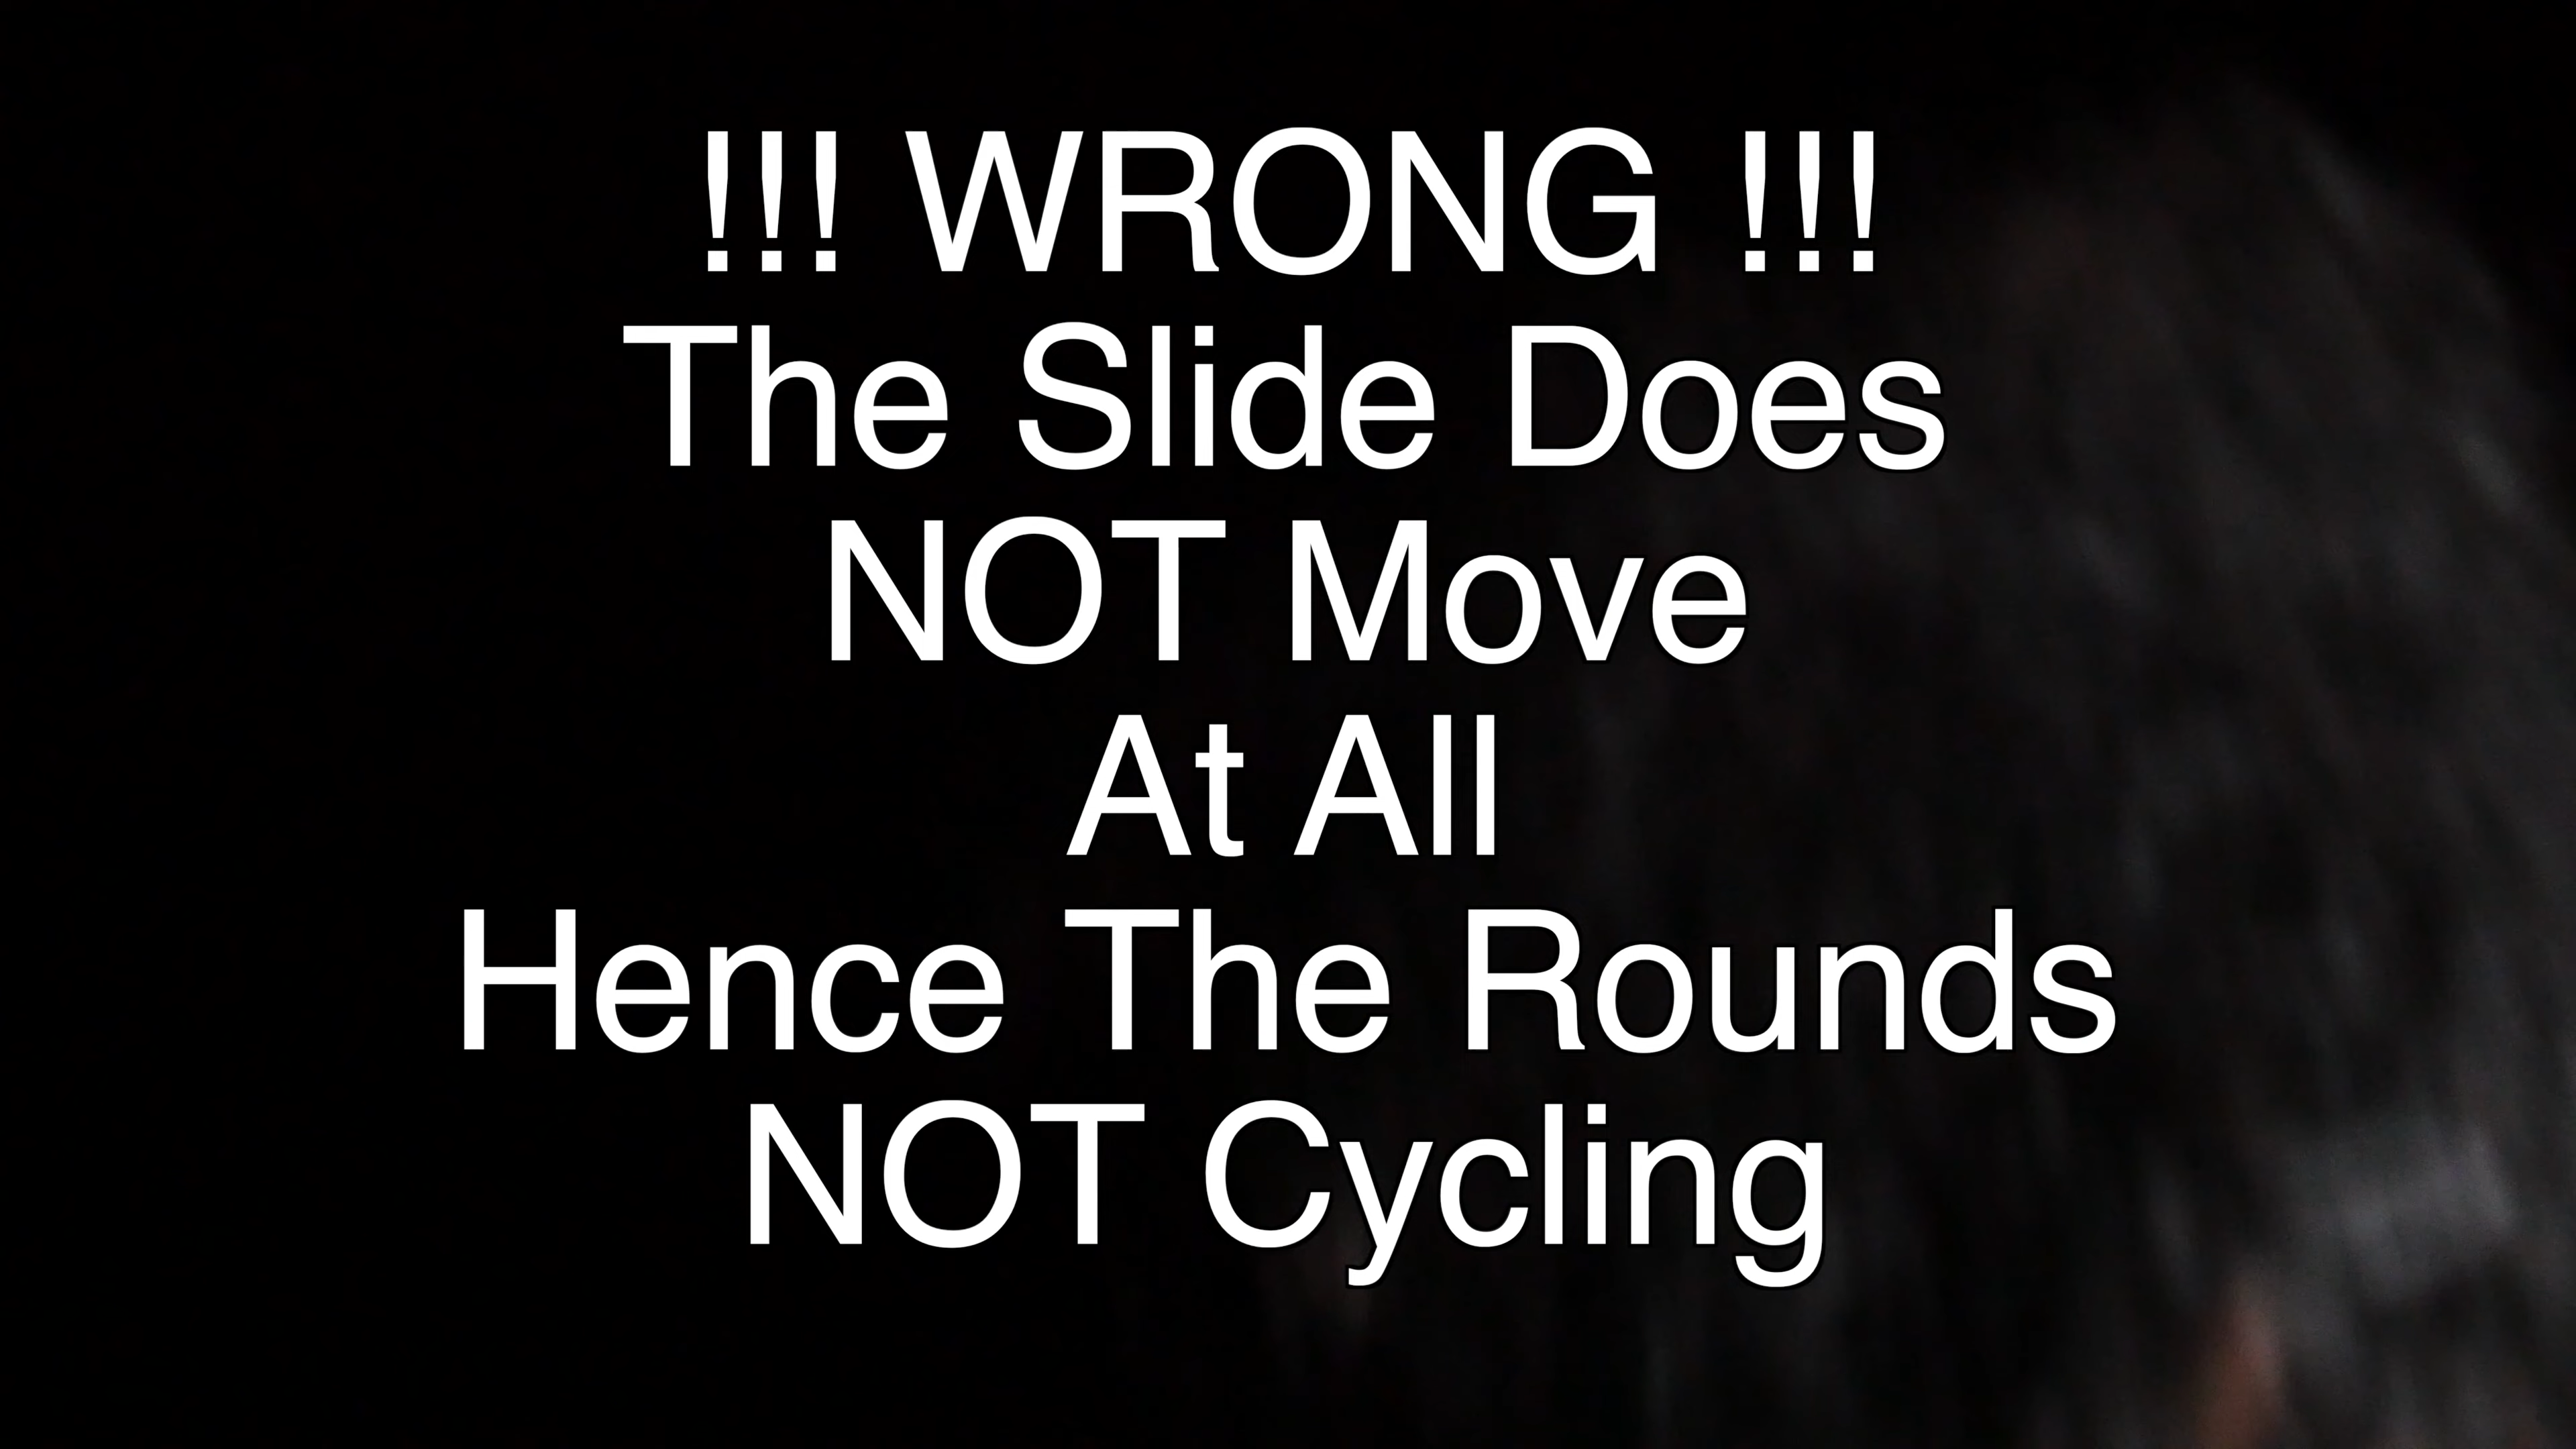 !!! WRONG !!!
The Slide Does
NOT Move
At All
Hence The Rounds
NOT Cycling